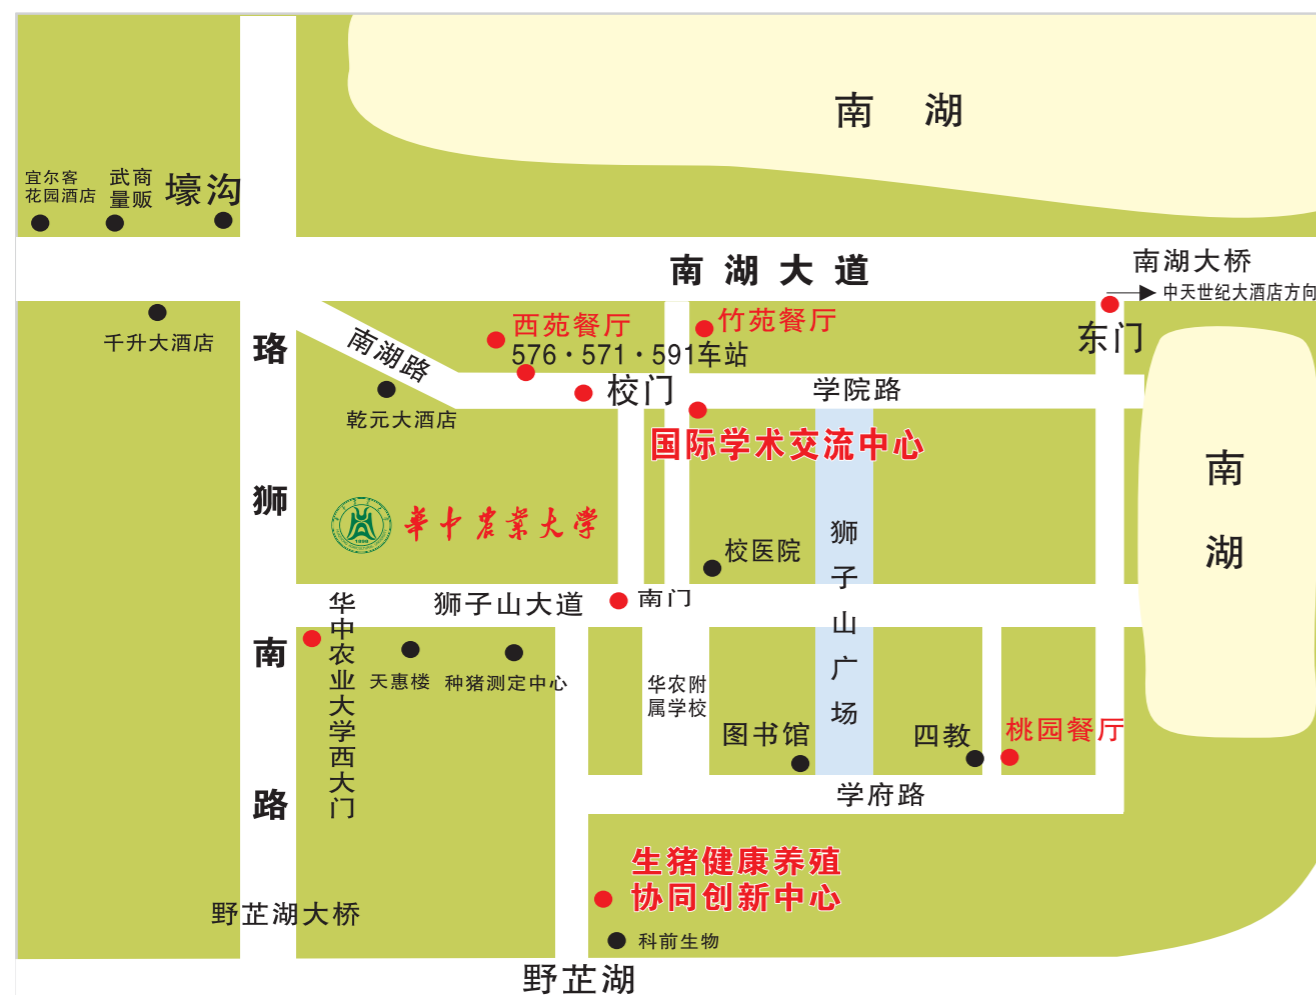 南 湖
宜尔客
花园酒店
武商
量贩
壕沟
南湖大道
南湖大桥
中天世纪大酒店方向
千升大酒店
南湖路
西苑餐厅
竹苑餐厅
576·571·591车站
东门
校门
学院路
乾元大酒店
国际学术交流中心
珞狮南路
華中农業大学
南湖
校医院
狮子山广场
狮子山大道
南门
华中农业大学西大门
天惠楼
种猪测定中心
华农附
属学校
图书馆
四教
桃园餐厅
学府路
生猪健康养殖
协同创新中心
野芷湖大桥
科前生物
野芷湖